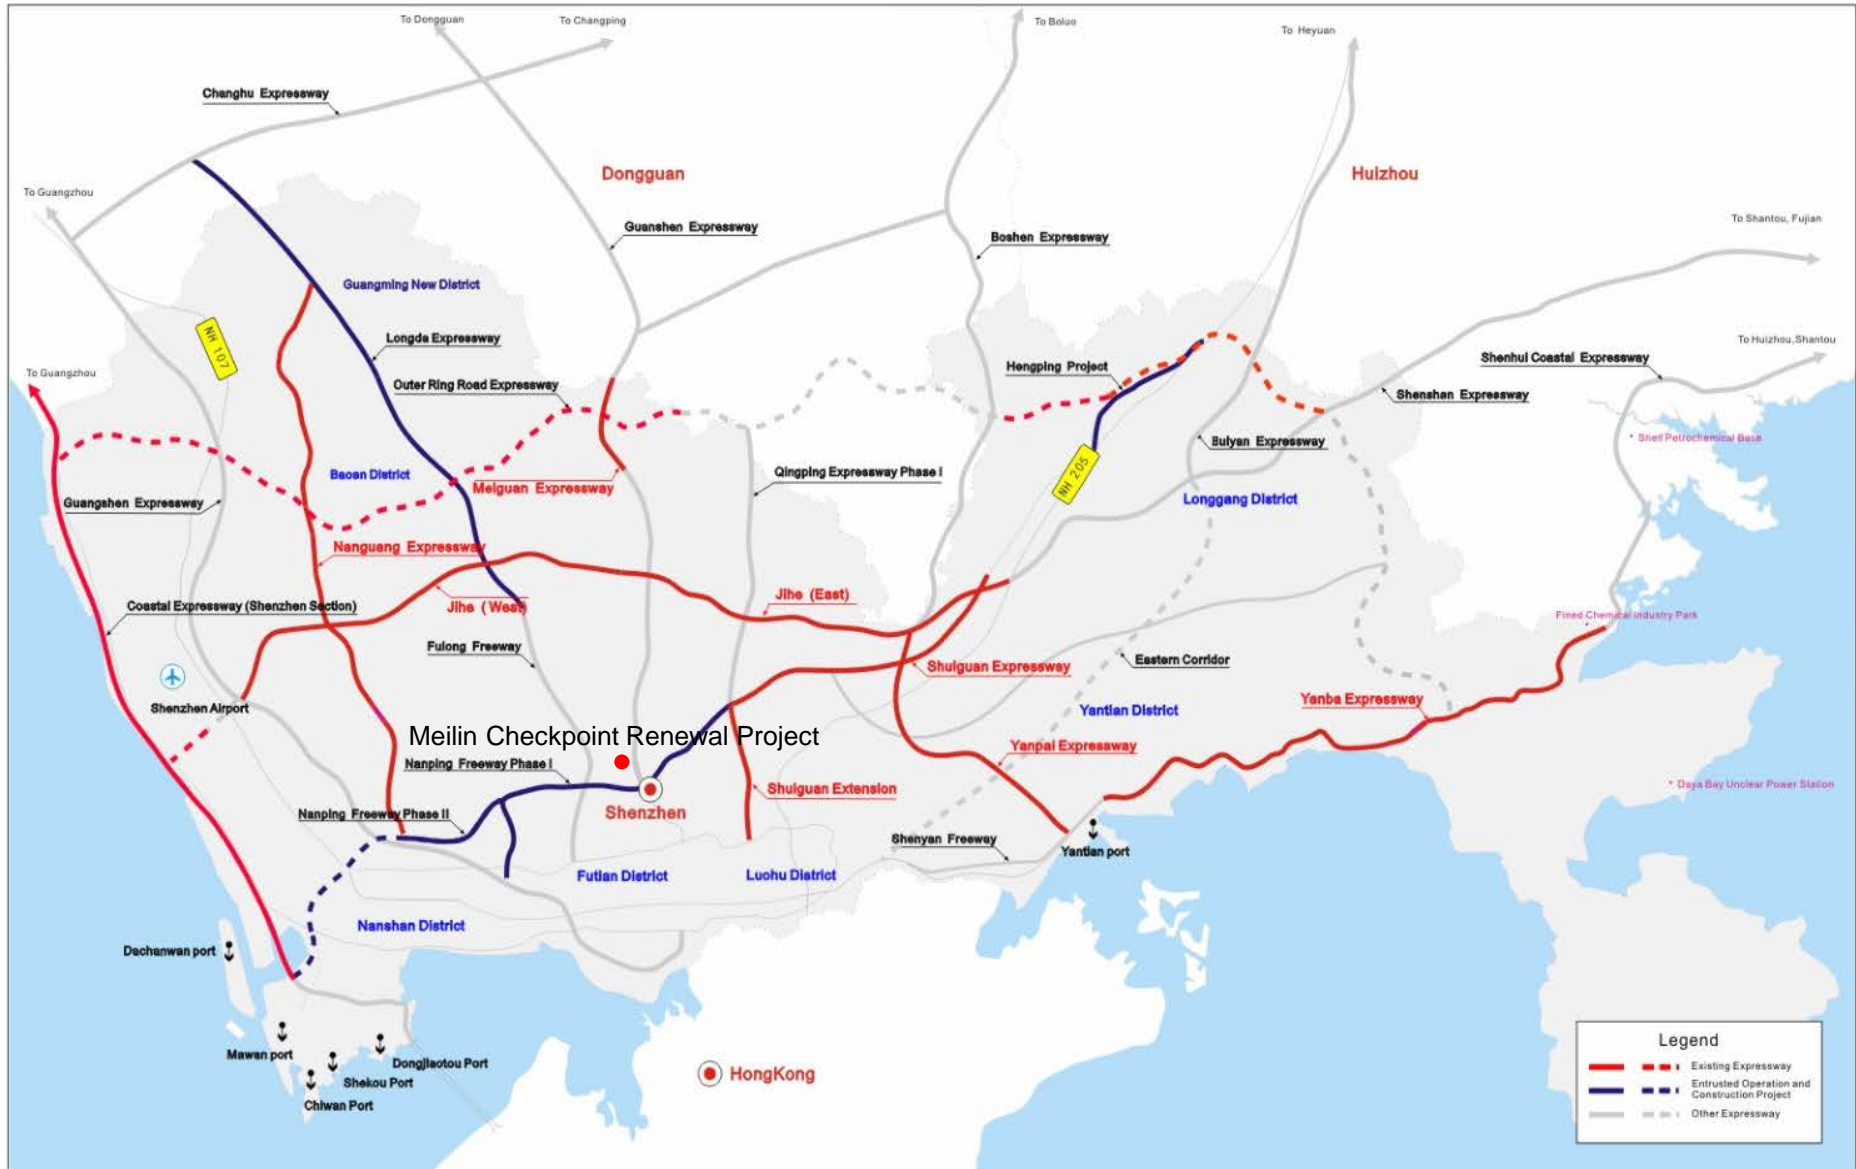 To Dongguan
To Changping
To Boluo
To Heyuan
Changhu Expressway
Dongguan
Huizhou
To Guangzhou
To Shantou, Fujian
Guanshen Expressway
Boshen Expressway
Guangming New District
NH 107
Longda Expressway
To Huizhou, Shantou
Shenhui Coastal Expressway
To Guangzhou
Outer Ring Road Expressway
Hengping Project
Shenshan Expressway
Shell Petrochemical Base
Buiyan Expressway
Baoan District
Qingping Expressway Phase I
NH 205
Meiguan Expressway
Longgang District
Guangshen Expressway
Nanguang Expressway
Jihe (West)
Jihe (East)
Coastal Expressway (Shenzhen Section)
Fined Chemical Industry Park
Fulong Freeway
Shuiguan Expressway
Eastern Corridor
Yanba Expressway
Shenzhen Airport
Yantian District
Meilin Checkpoint Renewal Project
Yanpai Expressway
Nanping Freeway Phase I
Shuiguan Extension
Daya Bay Unclear Power Station
Shenzhen
Nanping Freeway Phase II
Shenyan Freeway
Yantian port
Futian District
Luohu District
Nanshan District
Dachanwan port
Mawan port
Dongjiaotou Port
Shekou Port
Chiwan Port
HongKong
Legend
Existing Expressway
Entrusted Operation and
Construction Project
Other Expressway